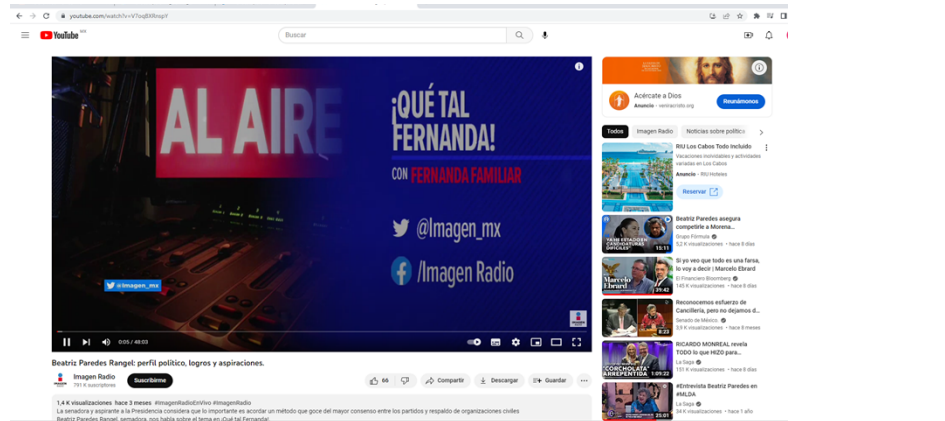 youtube.com/watch?v=V7oq8XRnspY
YouTube MX
Buscar
AL AIRE
¡QUÉ TAL
FERNANDA!
CON FERNANDA FAMILIAR
@Imagen_mx
/Imagen Radio
@Imagen_mx
0:05 / 48:03
Beatriz Paredes Rangel: perfil político, logros y aspiraciones.
Imagen Radio
791 K suscriptores
Suscribirme
66
Compartir
Descargar
Guardar
1,4 K visualizaciones hace 3 meses #ImagenRadioEnVivo #ImagenRadio
La senadora y aspirante a la Presidencia considera que lo importante es acordar un método que goce del mayor consenso entre los partidos y respaldo de organizaciones civiles
Beatriz Paredes Rangel, semadora, nos habla sobre el tema en ¡Qué tal Fernanda!
Acércate a Dios
Anuncio · veniracristo.org
Reunámonos
Todos
Imagen Radio
Noticias sobre político
RIU Los Cabos Todo Incluido
Vacaciones inolvidables y actividades
variadas en Los Cabos
Anuncio · RIU Hoteles
Reservar
15:11
Beatriz Paredes asegura
competirle a Morena...
Grupo Fórmula
5,2 K visualizaciones · hace 8 días
Marcelo
Ebrard
39:42
Si yo veo que todo es una farsa,
lo voy a decir | Marcelo Ebrard
El Financiero Bloomberg
145 K visualizaciones · hace 6 días
8:23
Reconocemos esfuerzo de
Cancillería, pero no dejamos d...
Senado de México.
3,9 K visualizaciones · hace 8 meses
"CORCHOLATA"
ARREPENTIDA
1:09:22
RICARDO MONREAL revela
TODO lo que HIZO para...
La Saga
151 K visualizaciones · hace 8 días
25:01
#Entrevista Beatriz Paredes en
#MLDA
La Saga
34 K visualizaciones · hace 1 año